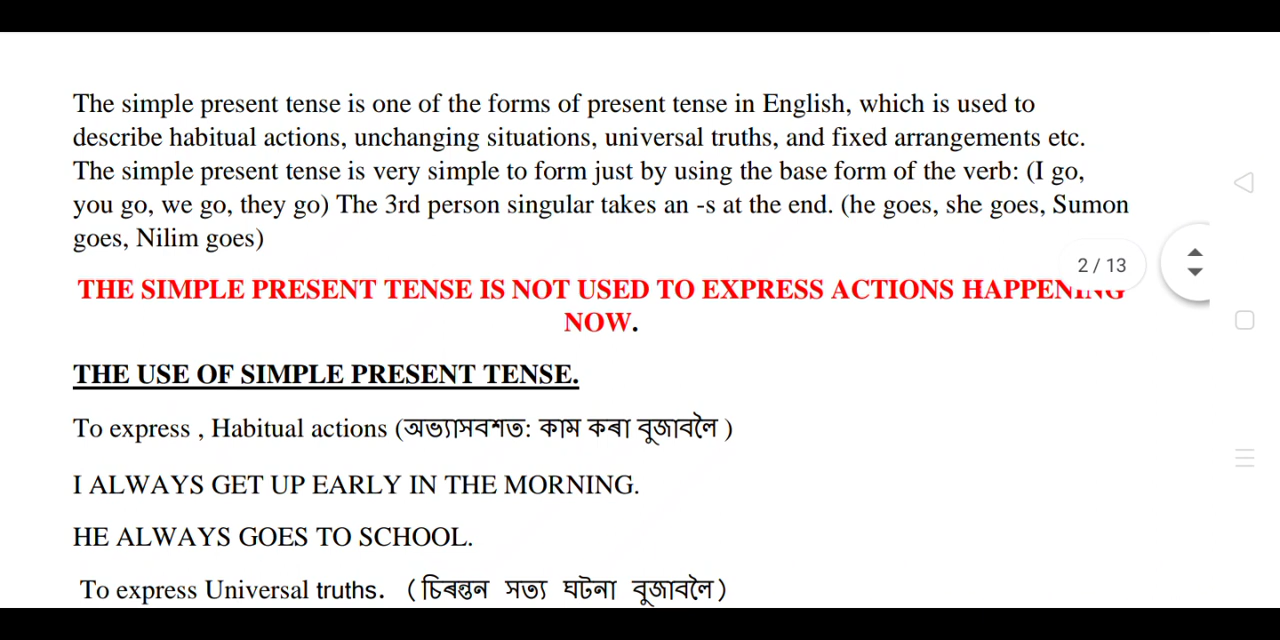 The simple present tense is one of the forms of present tense in English, which is used to
describe habitual actions, unchanging situations, universal truths, and fixed arrangements etc.
The simple present tense is very simple to form just by using the base form of the verb: (I go,
you go, we go, they go) The 3rd person singular takes an -s at the end. (he goes, she goes, Sumon
goes, Nilim goes)
2 / 13
THE SIMPLE PRESENT TENSE IS NOT USED TO EXPRESS ACTIONS HAPPENING
NOW.
THE USE OF SIMPLE PRESENT TENSE.
To express , Habitual actions (অভ্যাসবশত: কাম কৰা বুজাবলৈ )
I ALWAYS GET UP EARLY IN THE MORNING.
HE ALWAYS GOES TO SCHOOL.
To express Universal truths. (চিৰন্তন সত্য ঘটনা বুজাবলৈ)